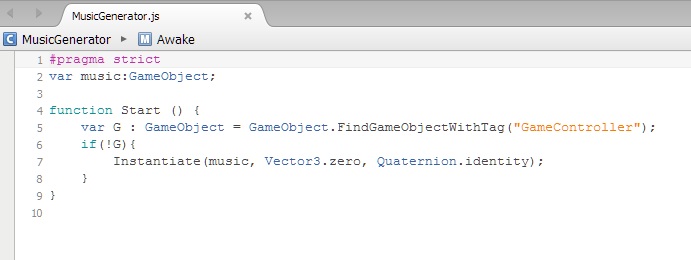 MusicGenerator.js
C MusicGenerator M Awake
1 #pragma strict
2 var music:GameObject;
3
4 function Start () {
5     var G : GameObject = GameObject.FindGameObjectWithTag("GameController");
6     if(!G){
7         Instantiate(music, Vector3.zero, Quaternion.identity);
8     }
9 }
10